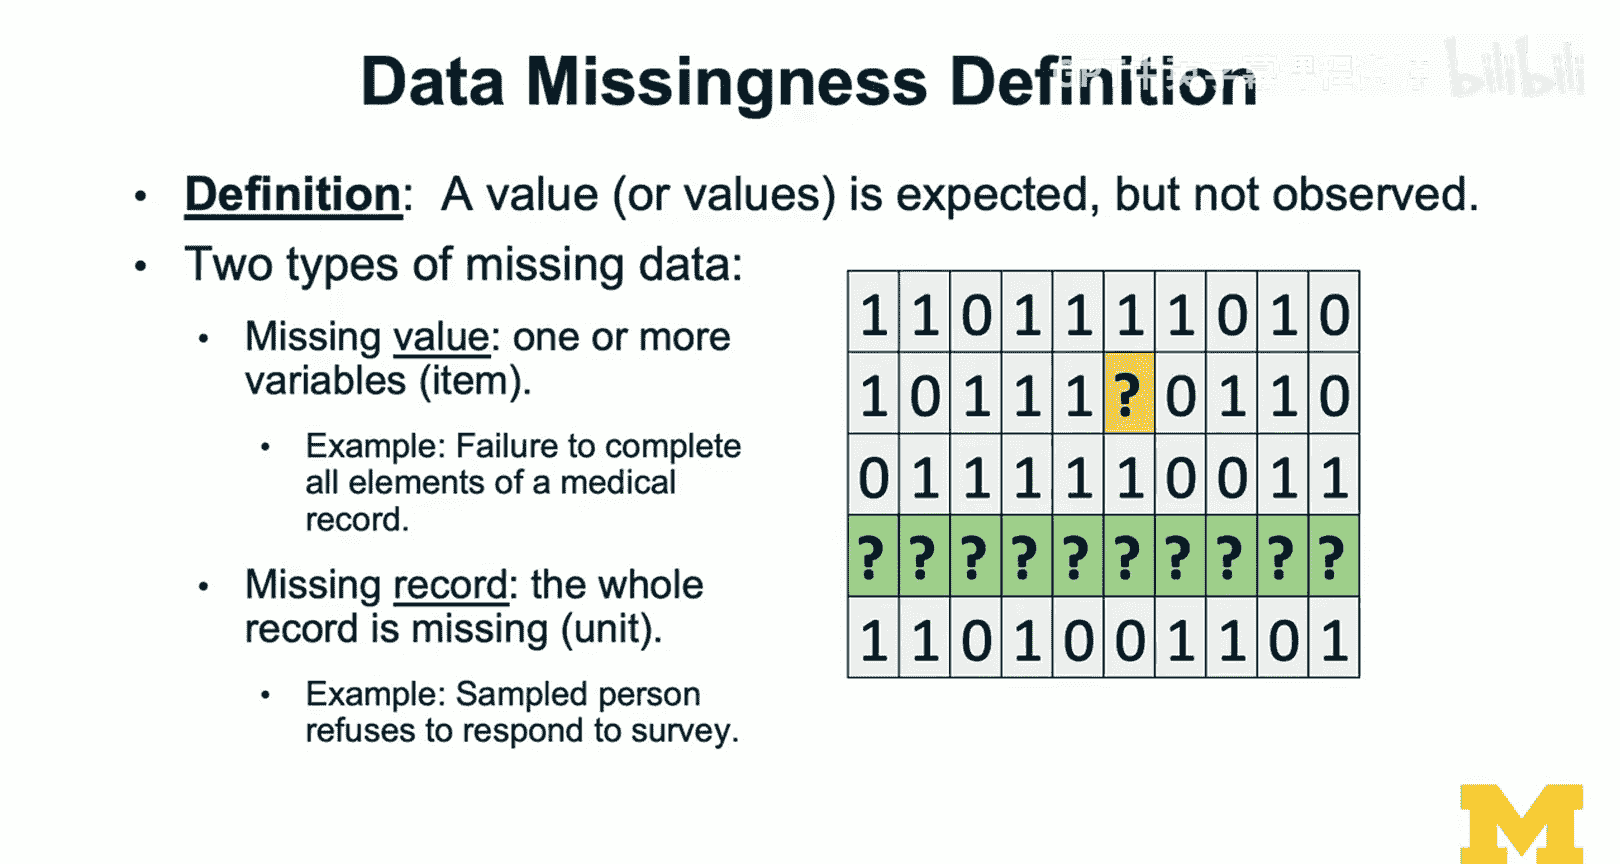 Data Missingness Definition
bilibili
• Definition: A value (or values) is expected, but not observed.
• Two types of missing data:
• Missing value: one or more
variables (item).
• Example: Failure to complete
all elements of a medical
record.
• Missing record: the whole
record is missing (unit).
• Example: Sampled person
refuses to respond to survey.
1 1 0 1 1 1 1 0 1 0
1 0 1 1 1 ? 0 1 1 0
0 1 1 1 1 1 0 0 1 1
? ? ? ? ? ? ? ? ? ?
1 1 0 1 0 0 1 1 0 1
M